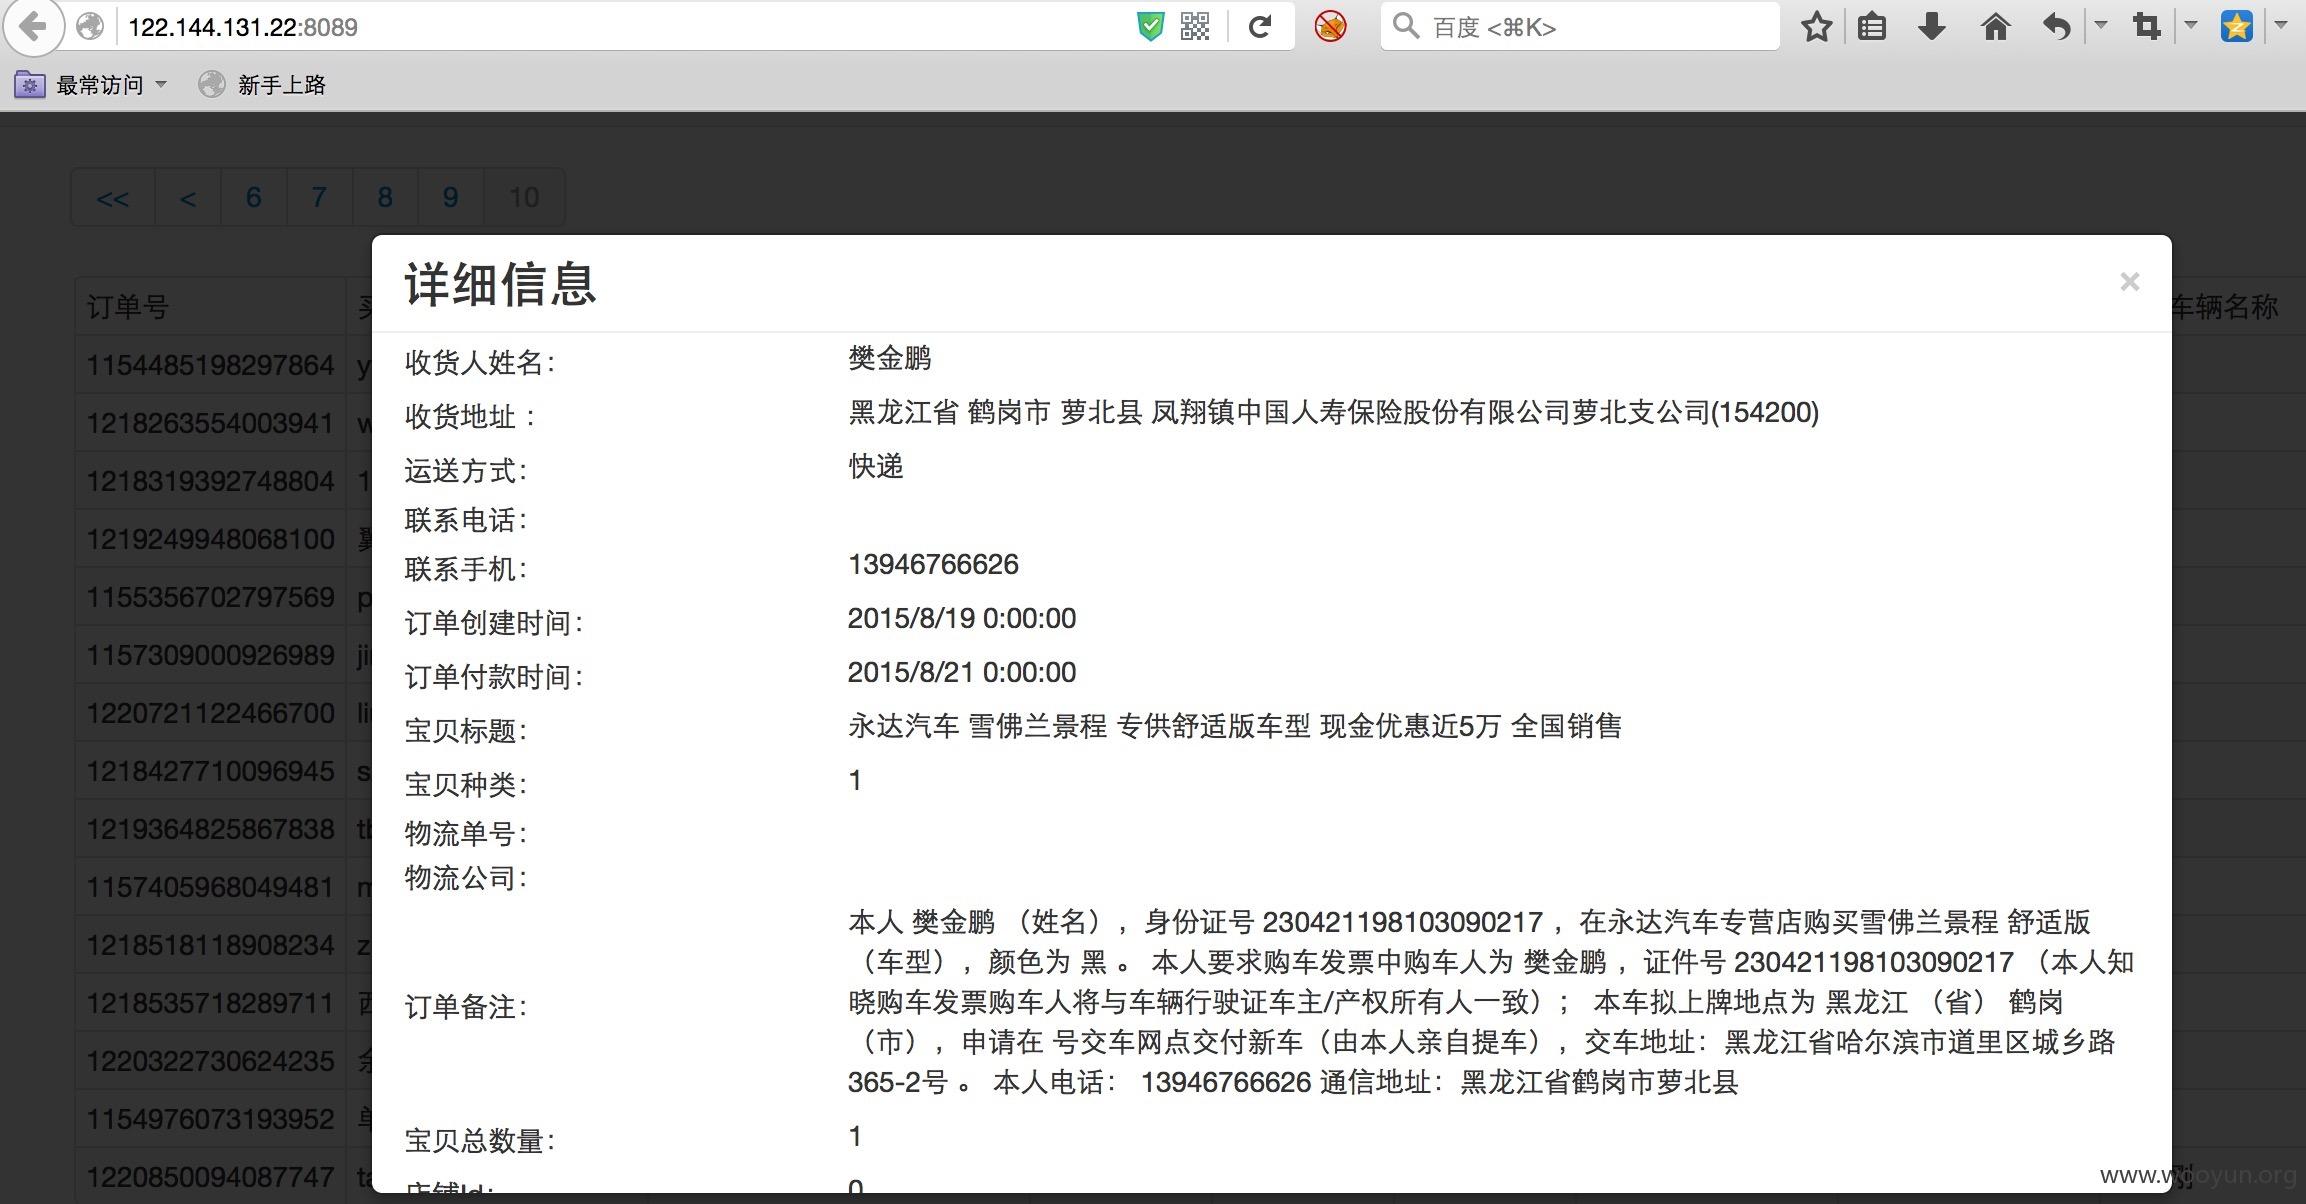 122.144.131.22:8089
百度 <⌘K>
最常访问 新手上路
<< < 6 7 8 9 10
详细信息 ×
订单号 车辆名称
1154485198297864
1218263554003941
1218319392748804
1219249948068100
1155356702797569
1157309000926989
1220721122466700
1218427710096945
1219364825867838
1157405968049481
1218518118908234
1218535718289711
1220322730624235
1154976073193952
1220850094087747
收货人姓名： 樊金鹏
收货地址： 黑龙江省 鹤岗市 萝北县 凤翔镇中国人寿保险股份有限公司萝北支公司(154200)
运送方式： 快递
联系电话：
联系手机： 13946766626
订单创建时间： 2015/8/19 0:00:00
订单付款时间： 2015/8/21 0:00:00
宝贝标题： 永达汽车 雪佛兰景程 专供舒适版车型 现金优惠近5万 全国销售
宝贝种类： 1
物流单号：
物流公司：
订单备注：
本人 樊金鹏 （姓名），身份证号 230421198103090217 ，在永达汽车专营店购买雪佛兰景程 舒适版
（车型），颜色为 黑 。 本人要求购车发票中购车人为 樊金鹏 ，证件号 230421198103090217 （本人知
晓购车发票购车人将与车辆行驶证车主/产权所有人一致）； 本车拟上牌地点为 黑龙江 （省） 鹤岗
（市），申请在 号交车网点交付新车（由本人亲自提车），交车地址：黑龙江省哈尔滨市道里区城乡路
365-2号 。 本人电话： 13946766626 通信地址：黑龙江省鹤岗市萝北县
宝贝总数量： 1
店铺Id: 0
www.wooyun.org